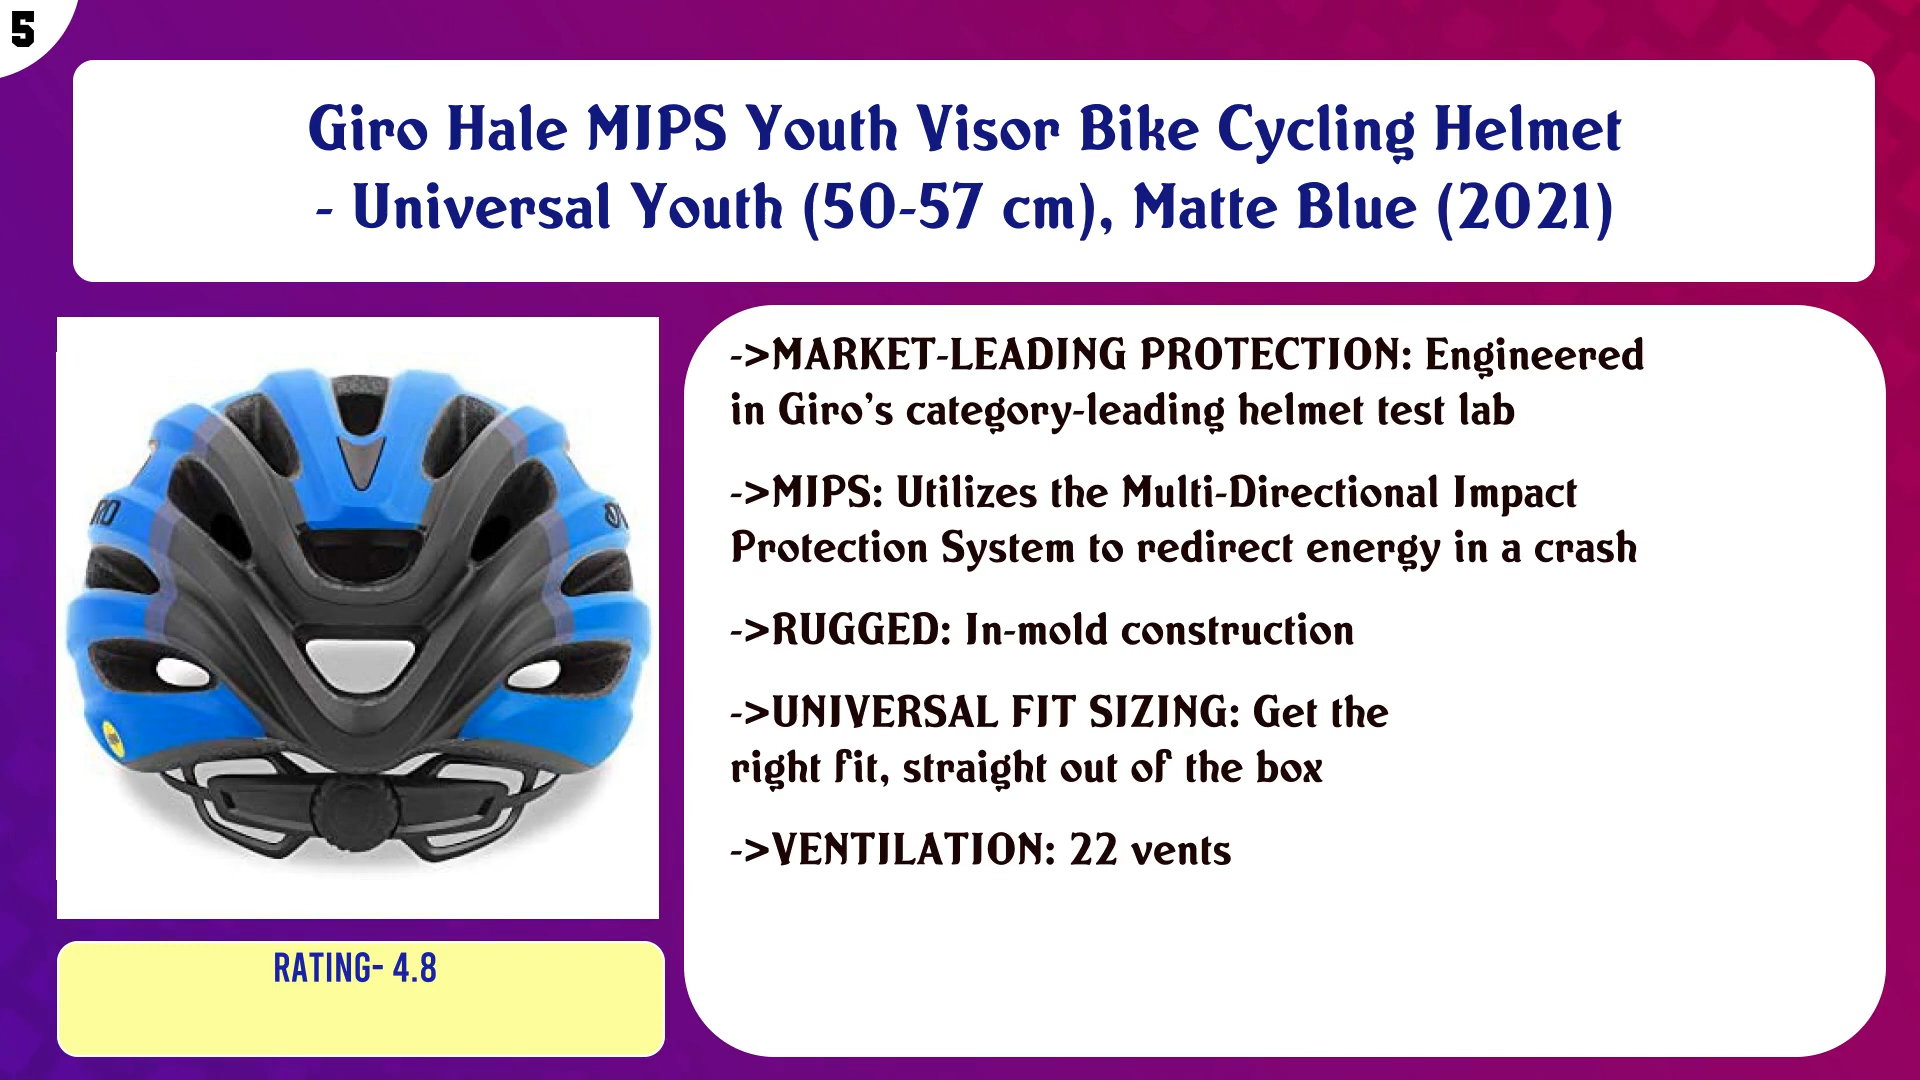 5
Giro Hale MIPS Youth Visor Bike Cycling Helmet
- Universal Youth (50-57 cm), Matte Blue (2021)
->MARKET-LEADING PROTECTION: Engineered
in Giro’s category-leading helmet test lab
->MIPS: Utilizes the Multi-Directional Impact
Protection System to redirect energy in a crash
->RUGGED: In-mold construction
->UNIVERSAL FIT SIZING: Get the
right fit, straight out of the box
->VENTILATION: 22 vents
RATING- 4.8